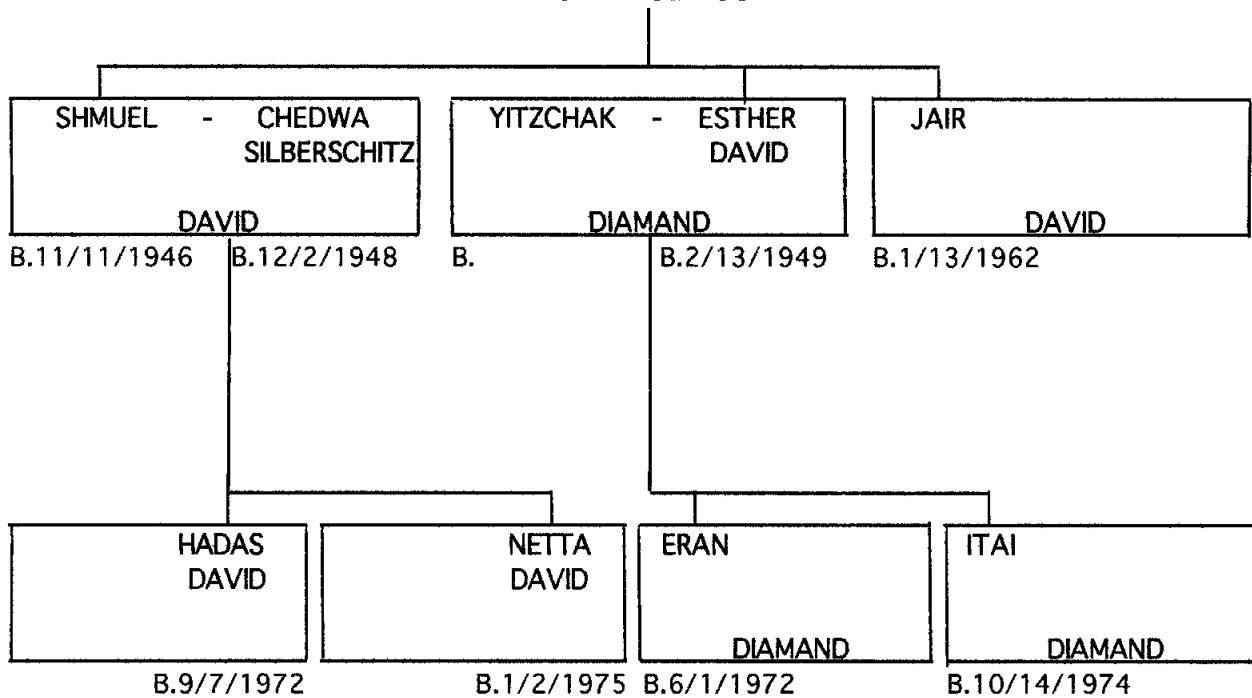 SHMUEL - CHEDWA
SILBERSCHITZ
DAVID
B.11/11/1946 B.12/2/1948
YITZCHAK - ESTHER
DAVID
DIAMAND
B. B.2/13/1949
JAIR
DAVID
B.1/13/1962
HADAS
DAVID
B.9/7/1972
NETTA
DAVID
B.1/2/1975
ERAN
DIAMAND
B.6/1/1972
ITAI
DIAMAND
B.10/14/1974